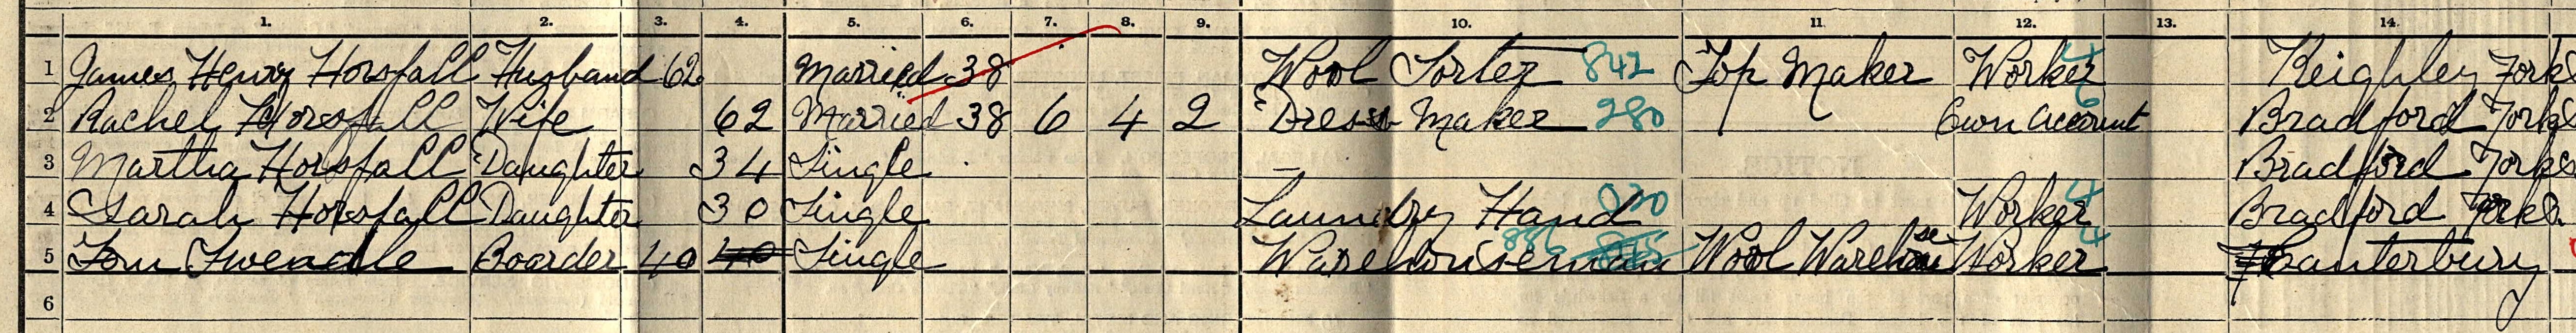 1. 2. 3. 4. 5. 6. 7. 8. 9. 10. 11. 12. 13. 14.
1 James Henry Horsfall Husband 62 Married 38 Wool Sorter 842 Top Maker Worker 4 Keighley Yorks
2 Rachel Horsfall Wife 62 Married 38 6 4 2 Dress Maker 280 Own Account 6 Bradford Yorks
3 Martha Horsfall Daughter 34 Single Bradford Yorks
4 Sarah Horsfall Daughter 30 Single Laundry Hand 020 Worker 4 Bradford Yorks
5 Tom Tweadle Boarder 40 40 Single Warehouseman 886 Wool Warehouse Worker 4 Canterbury
6